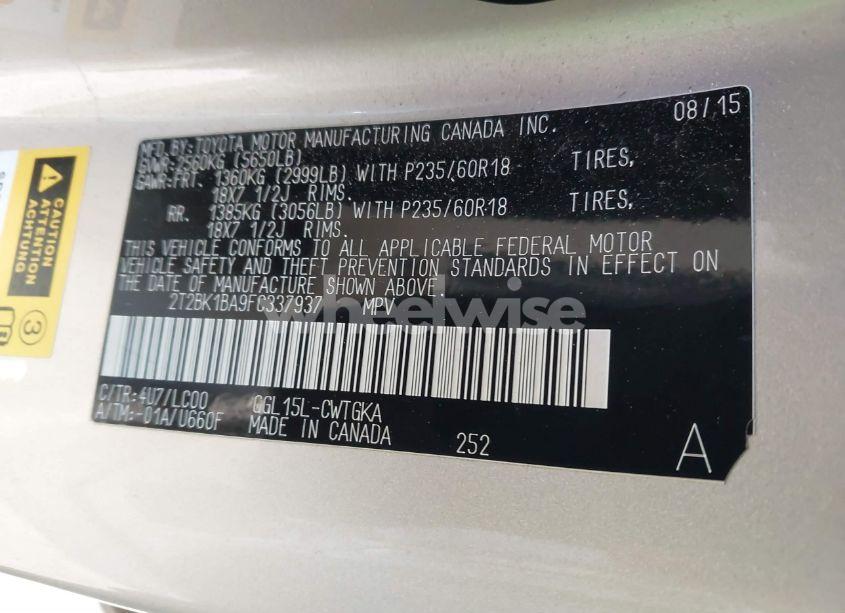 08/15
MFD.BY:TOYOTA MOTOR MANUFACTURING CANADA INC.
GVWR:2560KG (5650LB)
GAWR:FRT. 1360KG (2999LB) WITH P235/60R18 TIRES,
18X7 1/2J RIMS.
RR. 1385KG (3056LB) WITH P235/60R18 TIRES,
18X7 1/2J RIMS.
THIS VEHICLE CONFORMS TO ALL APPLICABLE FEDERAL MOTOR
VEHICLE SAFETY AND THEFT PREVENTION STANDARDS IN EFFECT ON
THE DATE OF MANUFACTURE SHOWN ABOVE.
2T2BK1BA9FC337937 MPV
wheelwise
C/TR:4U7/LC00 GGL15L-CWTGKA
A/TM:-01A/U660F MADE IN CANADA 252 A
CAUTION
ATTENTION
ACHTUNG
3